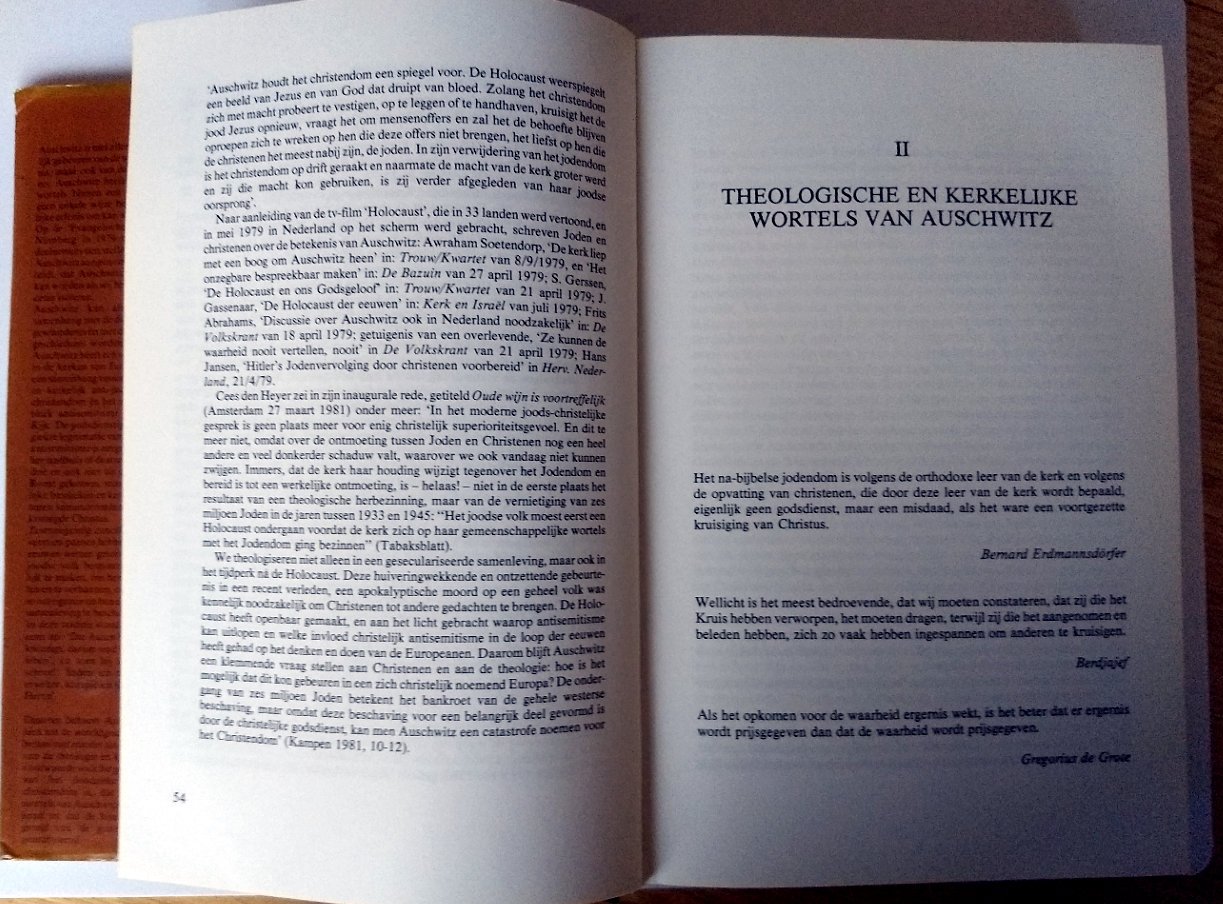 'Auschwitz houdt het christendom een spiegel voor. De Holocaust weerspiegelt
een beeld van Jezus en van God dat druipt van bloed. Zolang het christendom
zich met macht probeert te vestigen, op te leggen of te handhaven, kruisigt het de
jood Jezus opnieuw, vraagt het om mensenoffers en zal het de behoefte blijven
oproepen zich te wreken op hen die deze offers niet brengen, het liefst op hen die
de christenen het meest nabij zijn, de joden. In zijn verwijdering van het jodendom
is het christendom op drift geraakt en naarmate de macht van de kerk groter werd
en zij die macht kon gebruiken, is zij verder afgegleden van haar joodse
oorsprong'.
Naar aanleiding van de tv-film 'Holocaust', die in 33 landen werd vertoond, en
in mei 1979 in Nederland op het scherm werd gebracht, schreven Joden en
christenen over de betekenis van Auschwitz: Awraham Soetendorp, 'De kerk liep
met een boog om Auschwitz heen' in: Trouw/Kwartet van 8/9/1979, en 'Het
onzegbare bespreekbaar maken' in: De Bazuin van 27 april 1979; S. Gerssen,
'De Holocaust en ons Godsgeloof' in: Trouw/Kwartet van 21 april 1979; J.
Gassenaar, 'De Holocaust der eeuwen' in: Kerk en Israël van juli 1979; Frits
Abrahams, 'Discussie over Auschwitz ook in Nederland noodzakelijk' in: De
Volkskrant van 18 april 1979; getuigenis van een overlevende, 'Ze kunnen de
waarheid nooit vertellen, nooit' in De Volkskrant van 21 april 1979; Hans
Jansen, 'Hitler's Jodenvervolging door christenen voorbereid' in Herv. Neder-
land, 21/4/79.
Cees den Heyer zei in zijn inaugurale rede, getiteld Oude wijn is voortreffelijk
(Amsterdam 27 maart 1981) onder meer: 'In het moderne joods-christelijke
gesprek is geen plaats meer voor enig christelijk superioriteitsgevoel. En dit te
meer niet, omdat over de ontmoeting tussen Joden en Christenen nog een heel
andere en veel donkerder schaduw valt, waarover we ook vandaag niet kunnen
zwijgen. Immers, dat de kerk haar houding wijzigt tegenover het Jodendom en
bereid is tot een werkelijke ontmoeting, is – helaas! – niet in de eerste plaats het
resultaat van een theologische herbezinning, maar van de vernietiging van zes
miljoen Joden in de jaren tussen 1933 en 1945: "Het joodse volk moest eerst een
Holocaust ondergaan voordat de kerk zich op haar gemeenschappelijke wortels
met het Jodendom ging bezinnen" (Tabaksblatt).
We theologiseren niet alleen in een geseculariseerde samenleving, maar ook in
het tijdperk ná de Holocaust. Deze huiveringwekkende en ontzettende gebeurte-
nis in een recent verleden, een apokalyptische moord op een geheel volk was
kennelijk noodzakelijk om Christenen tot andere gedachten te brengen. De Holo-
caust heeft openbaar gemaakt, en aan het licht gebracht waarop antisemitisme
kan uitlopen en welke invloed christelijk antisemitisme in de loop der eeuwen
heeft gehad op het denken en doen van de Europeanen. Daarom blijft Auschwitz
een klemmende vraag stellen aan Christenen en aan de theologie: hoe is het
mogelijk dat dit kon gebeuren in een zich christelijk noemend Europa? De onder-
gang van zes miljoen Joden betekent het bankroet van de gehele westerse
beschaving, maar omdat deze beschaving voor een belangrijk deel gevormd is
door de christelijke godsdienst, kan men Auschwitz een catastrofe noemen voor
het Christendom' (Kampen 1981, 10-12).
54
II
THEOLOGISCHE EN KERKELIJKE
WORTELS VAN AUSCHWITZ
Het na-bijbelse jodendom is volgens de orthodoxe leer van de kerk en volgens
de opvatting van christenen, die door deze leer van de kerk wordt bepaald,
eigenlijk geen godsdienst, maar een misdaad, als het ware een voortgezette
kruisiging van Christus.
Bernard Erdmannsdörfer
Wellicht is het meest bedroevende, dat wij moeten constateren, dat zij die het
Kruis hebben verworpen, het moeten dragen, terwijl zij die het aangenomen en
beleden hebben, zich zo vaak hebben ingespannen om anderen te kruisigen.
Berdjajef
Als het opkomen voor de waarheid ergernis wekt, is het beter dat er ergernis
wordt prijsgegeven dan dat de waarheid wordt prijsgegeven.
Gregorius de Grote